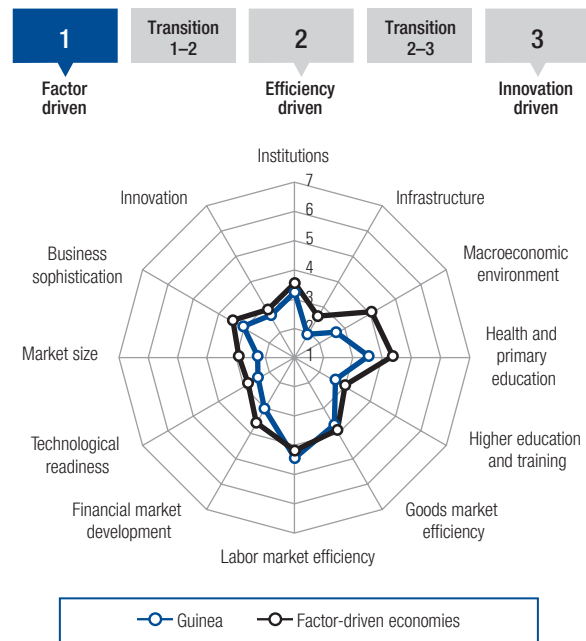 1
Transition
1–2
2
Transition
2–3
3
Factor
driven
Efficiency
driven
Innovation
driven
Institutions
Innovation
7
Infrastructure
6
5
Business
sophistication
4
Macroeconomic
environment
3
2
Market size
1
Health and
primary
education
Technological
readiness
Higher education
and training
Financial market
development
Goods market
efficiency
Labor market efficiency
Guinea
Factor-driven economies